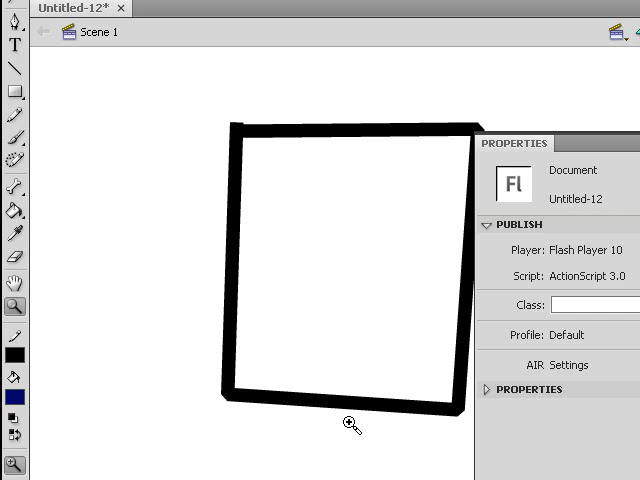 Untitled-12* ×
Scene 1
T
PROPERTIES
Fl
Document
Untitled-12
PUBLISH
Player: Flash Player 10
Script: ActionScript 3.0
Class:
Profile: Default
AIR Settings
PROPERTIES